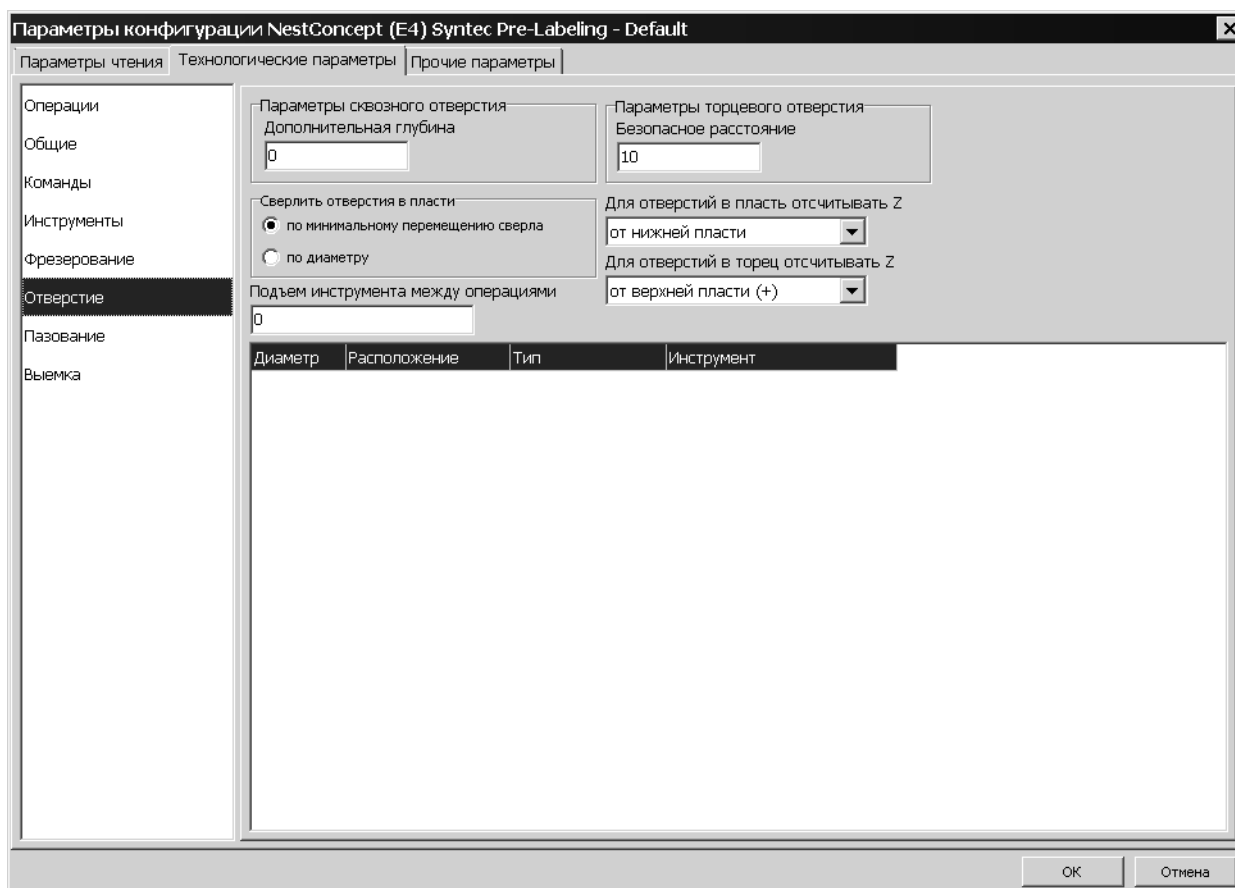 Параметры конфигурации NestConcept (E4) Syntec Pre-Labeling - Default
Параметры чтения
Технологические параметры
Прочие параметры
Операции
Общие
Команды
Инструменты
Фрезерование
Отверстие
Пазование
Выемка
Параметры сквозного отверстия
Дополнительная глубина
0
Параметры торцевого отверстия
Безопасное расстояние
10
Сверлить отверстия в пласти
по минимальному перемещению сверла
по диаметру
Для отверстий в пласть отсчитывать Z
от нижней пласти
Для отверстий в торец отсчитывать Z
от верхней пласти (+)
Подъем инструмента между операциями
0
Диаметр Расположение Тип Инструмент
ОК
Отмена